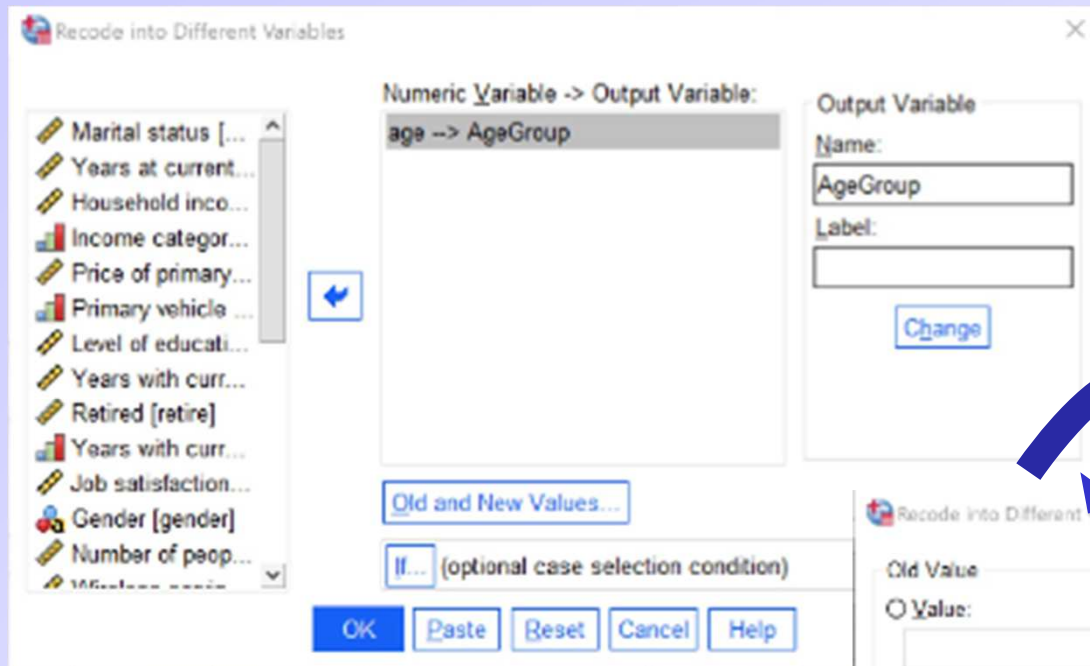 Recode into Different Variables
Numeric Variable -> Output Variable:
age --> AgeGroup
Marital status [...
Years at current...
Household inco...
Income categor...
Price of primary...
Primary vehicle ...
Level of educati...
Years with curr...
Retired [retire]
Years with curr...
Job satisfaction...
Gender [gender]
Number of peop...
Output Variable
Name:
AgeGroup
Label:
Change
Old and New Values...
If... (optional case selection condition)
OK Paste Reset Cancel Help
Recode into Different
Old Value
Value: